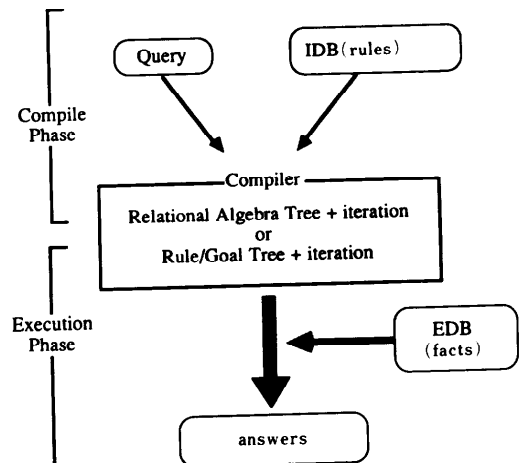 Query
IDB(rules)
Compile
Phase
Compiler
Relational Algebra Tree + iteration
or
Rule/Goal Tree + iteration
Execution
Phase
EDB
(facts)
answers